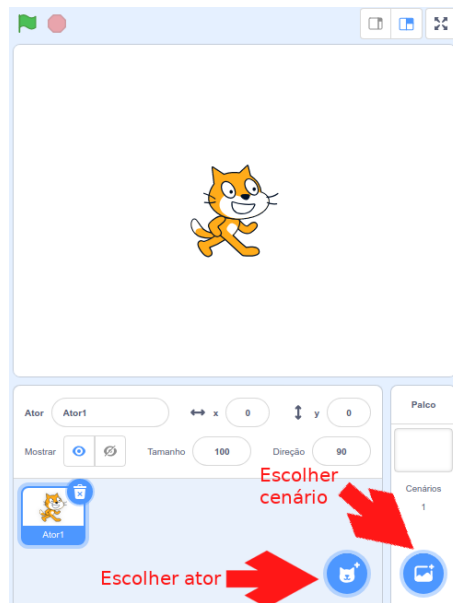 Ator Ator1 x 0 y 0 Palco
Mostrar Tamanho 100 Direção 90
Escolher
cenário
Cenários
1
Ator1
Escolher ator